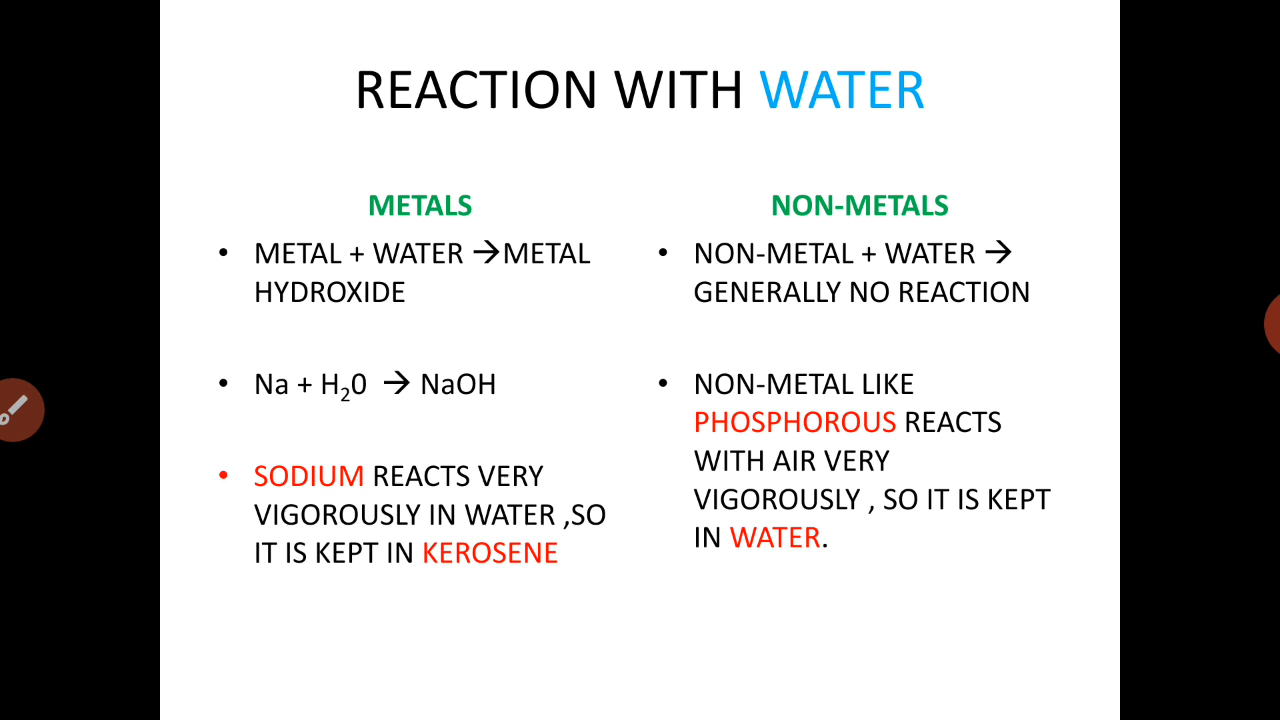 REACTION WITH WATER
METALS
• METAL + WATER →METAL
HYDROXIDE
• Na + H₂0 → NaOH
• SODIUM REACTS VERY
VIGOROUSLY IN WATER ,SO
IT IS KEPT IN KEROSENE
NON-METALS
• NON-METAL + WATER →
GENERALLY NO REACTION
• NON-METAL LIKE
PHOSPHOROUS REACTS
WITH AIR VERY
VIGOROUSLY , SO IT IS KEPT
IN WATER.